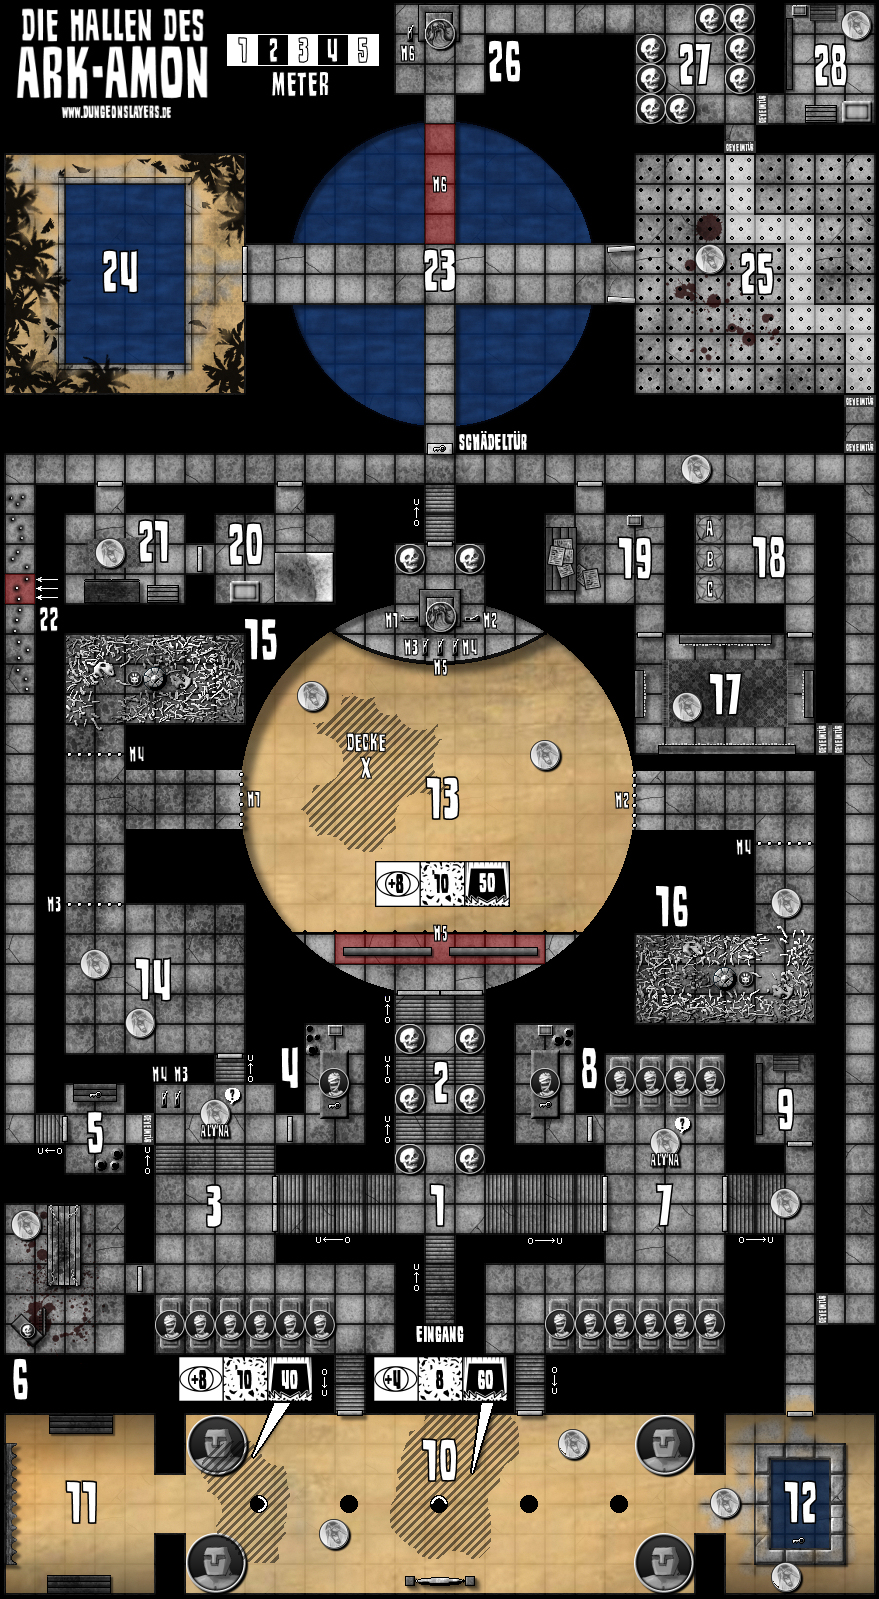 DIE HALLEN DES
ARK-AMON
WWW.DUNGEONSLAYERS.DE
1 2 3 4 5
METER
M6
26
27
28
GEHEIMTÜR
GEHEIMTÜR
M6
24
23
25
GEHEIMTÜR
GEHEIMTÜR
SCHÄDELTÜR
U→O
21
20
19
A
B
C
18
22
M1
M2
M3
M4
M5
15
17
DECKE
X
GEHEIMTÜR
GEHEIMTÜR
M4
M1
13
M2
M4
+8
10
50
M3
16
M5
14
U→O
4
2
8
U→O
U→O
M4 M3
ALYNA
?
5
GEHEIMTÜR
U→O
U←O
U→O
9
?
ALYNA
3
1
7
U←O
O→U
O→U
U→O
GEHEIMTÜR
EINGANG
6
+8
10
40
O→U
+4
8
60
O→U
10
11
12